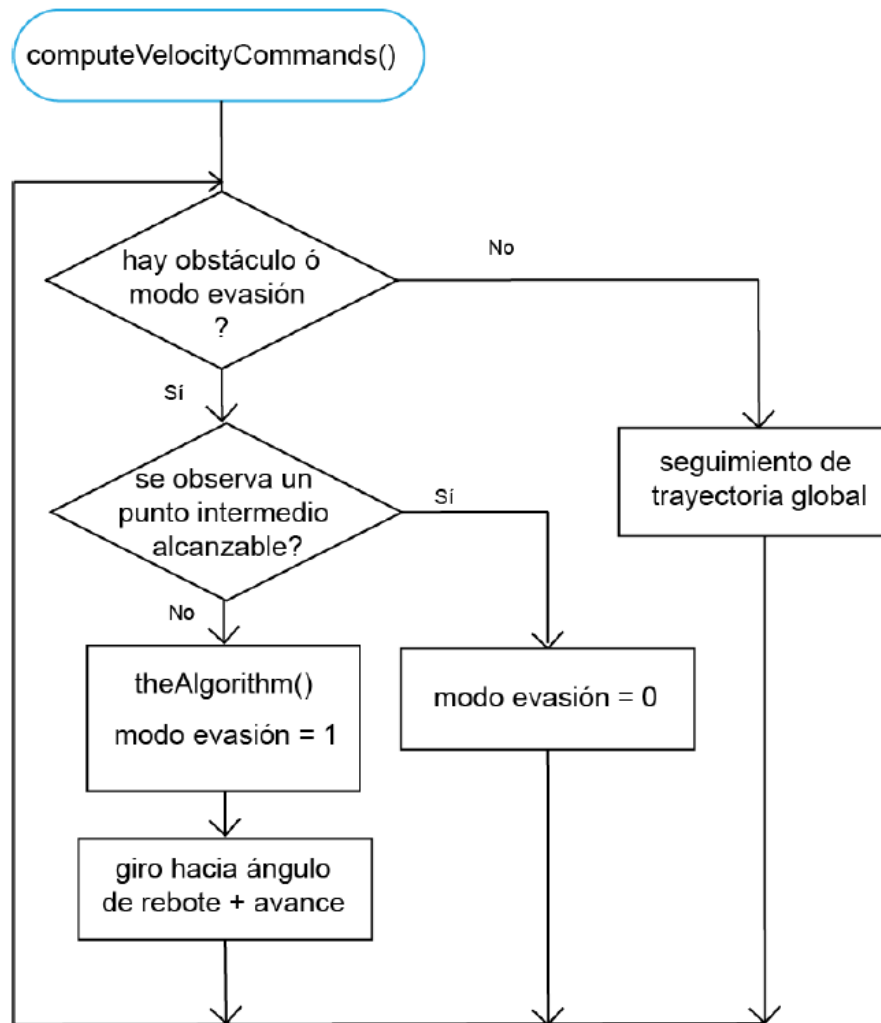 computeVelocityCommands()
hay obstáculo ó
modo evasión
?
No
Sí
se observa un
punto intermedio
alcanzable?
Sí
seguimiento de
trayectoria global
No
theAlgorithm()
modo evasión = 1
modo evasión = 0
giro hacia ángulo
de rebote + avance